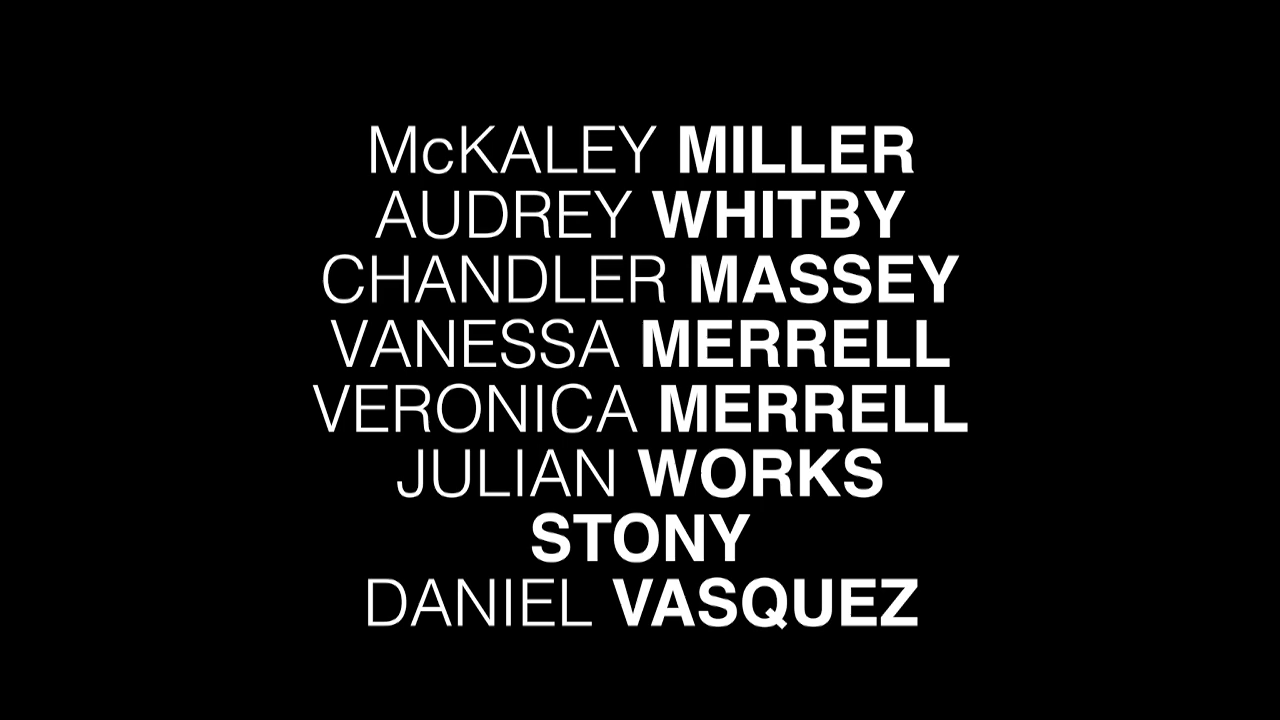 McKALEY MILLER
AUDREY WHITBY
CHANDLER MASSEY
VANESSA MERRELL
VERONICA MERRELL
JULIAN WORKS
STONY
DANIEL VASQUEZ